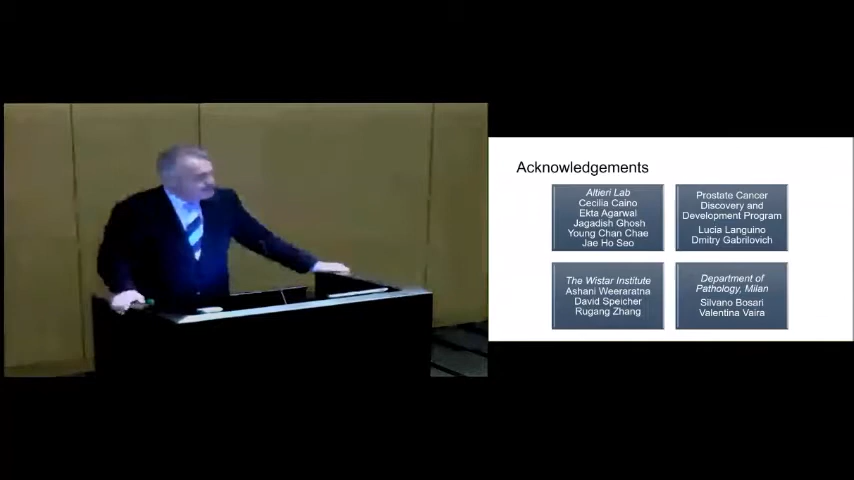 Acknowledgements
Altieri Lab
Cecilia Caino
Ekta Agarwal
Jagadish Ghosh
Young Chan Chae
Jae Ho Seo
Prostate Cancer
Discovery and
Development Program
Lucia Languino
Dmitry Gabrilovich
The Wistar Institute
Ashani Weeraratna
David Speicher
Rugang Zhang
Department of
Pathology, Milan
Silvano Bosari
Valentina Vaira